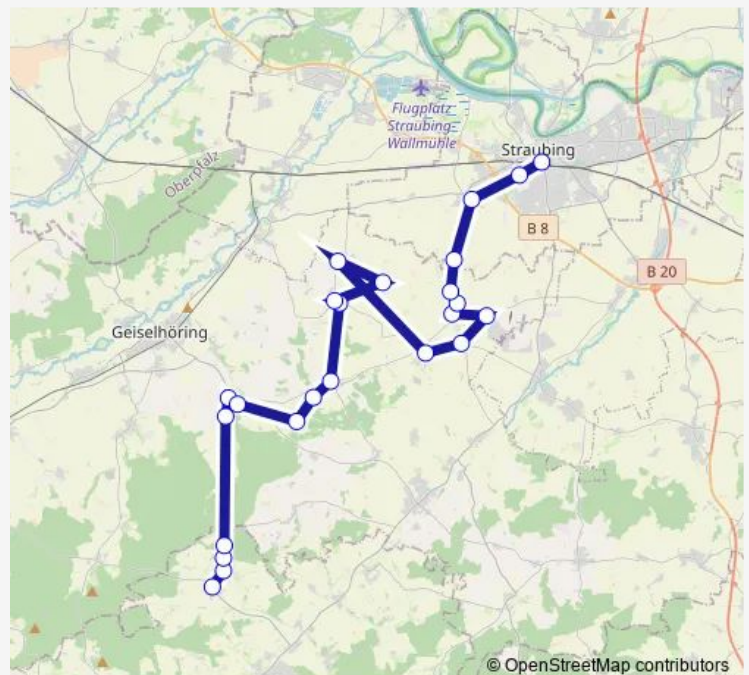 Flugplatz
Straubing
Wallmühle
Straubing
Oberpfalz
B 8
B 20
Geiselhöring
© OpenStreetMap contributors